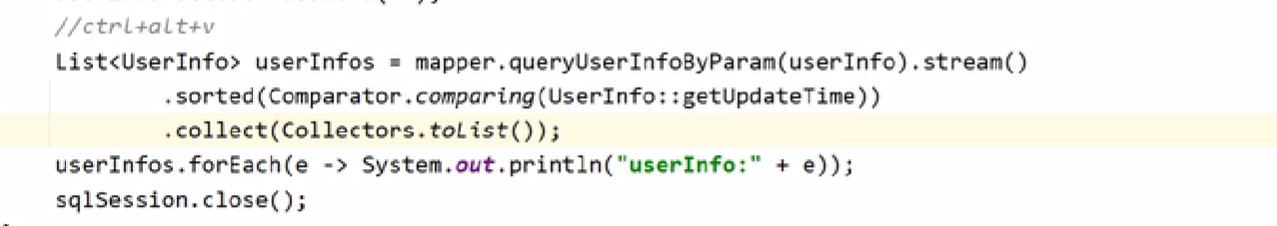 //ctrl+alt+v
List<UserInfo> userInfos = mapper.queryUserInfoByParam(userInfo).stream()
.sorted(Comparator.comparing(UserInfo::getUpdateTime))
.collect(Collectors.toList());
userInfos.forEach(e -> System.out.println("userInfo:" + e));
sqlSession.close();